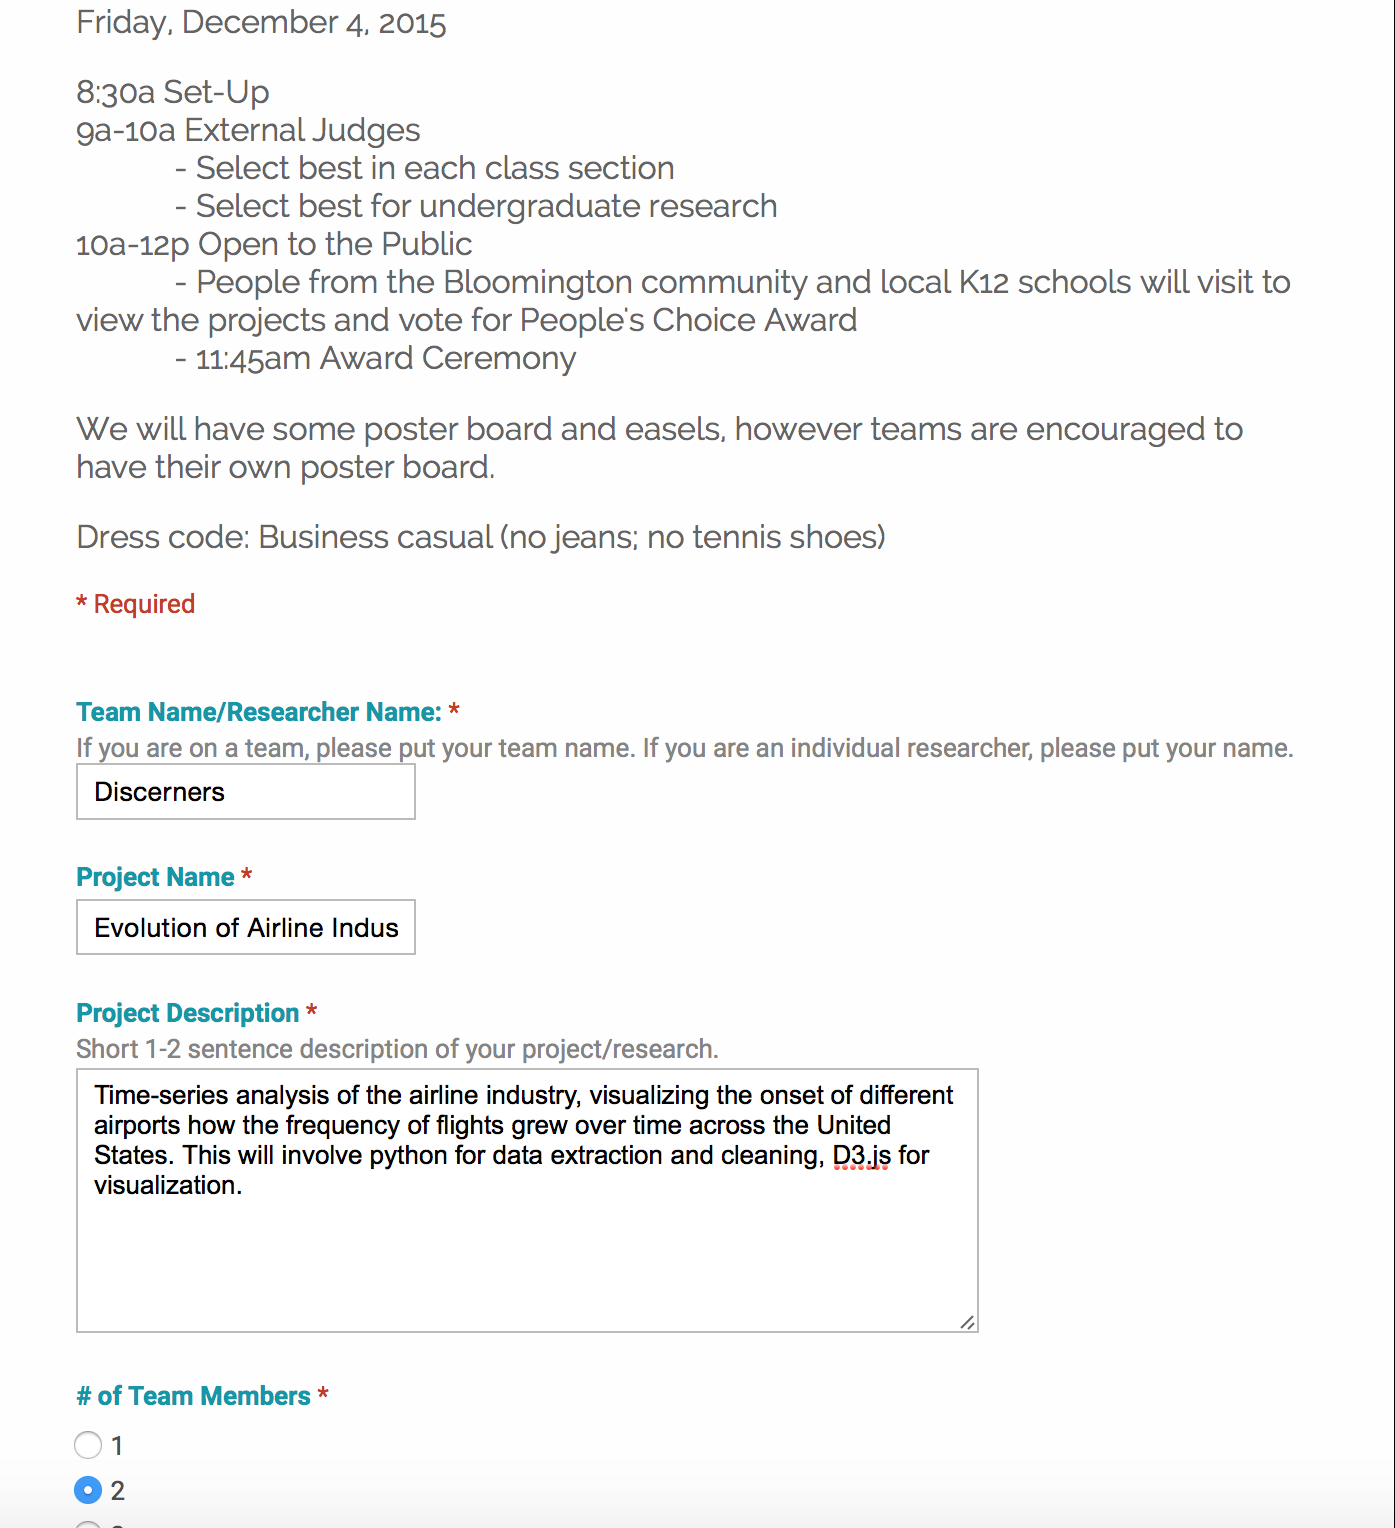 Friday, December 4, 2015
8:30a Set-Up
9a-10a External Judges
- Select best in each class section
- Select best for undergraduate research
10a-12p Open to the Public
- People from the Bloomington community and local K12 schools will visit to
view the projects and vote for People's Choice Award
- 11:45am Award Ceremony
We will have some poster board and easels, however teams are encouraged to
have their own poster board.
Dress code: Business casual (no jeans; no tennis shoes)
* Required
Team Name/Researcher Name: *
If you are on a team, please put your team name. If you are an individual researcher, please put your name.
Discerners
Project Name *
Evolution of Airline Indus
Project Description *
Short 1-2 sentence description of your project/research.
Time-series analysis of the airline industry, visualizing the onset of different
airports how the frequency of flights grew over time across the United
States. This will involve python for data extraction and cleaning, D3.js for
visualization.
# of Team Members *
1
2